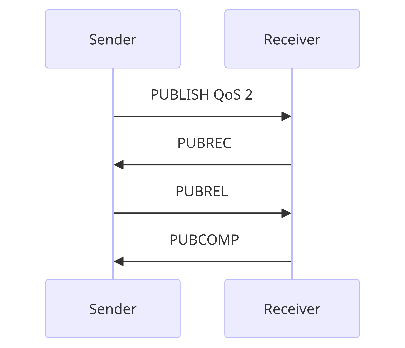 Sender Receiver
PUBLISH QoS 2
PUBREC
PUBREL
PUBCOMP
Sender Receiver